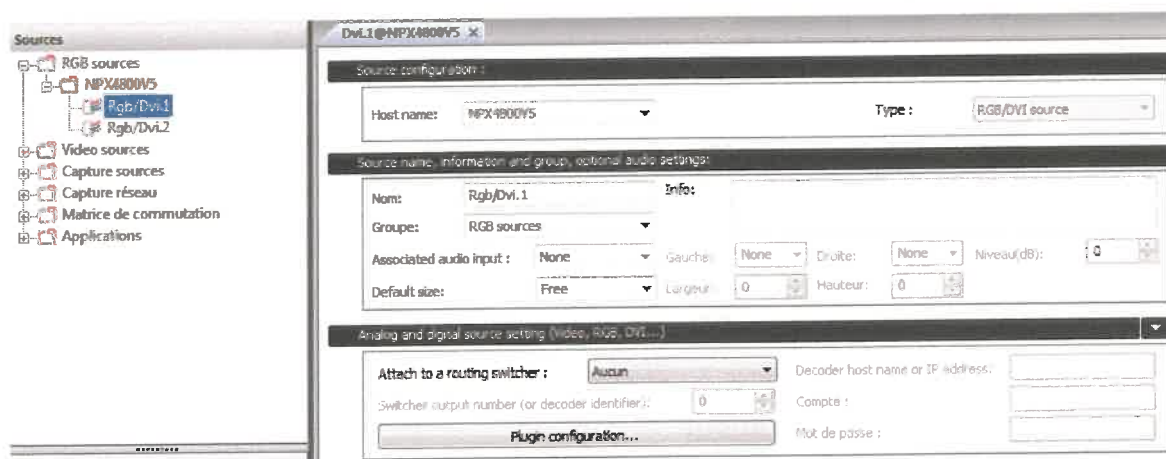 Sources
RGB sources
NPX4800V5
Rgb/Dvi.1
Rgb/Dvi.2
Video sources
Capture sources
Capture réseau
Matrice de commutation
Applications
Dvi.1@NPX4800V5
Source configuration :
Host name: NPX4800V5 Type : RGB/DVI source
Source name, information and group, optional audio settings:
Nom: Rgb/Dvi.1 Info:
Groupe: RGB sources
Associated audio input : None Gauche: None Droite: None Niveau(dB): 0
Default size: Free Largeur: 0 Hauteur: 0
Analog and digital source setting (Video, RGB, DVI...)
Attach to a routing switcher : Aucun Decoder host name or IP address:
Switcher output number (or decoder identifier): 0 Compte :
Plugin configuration... Mot de passe :